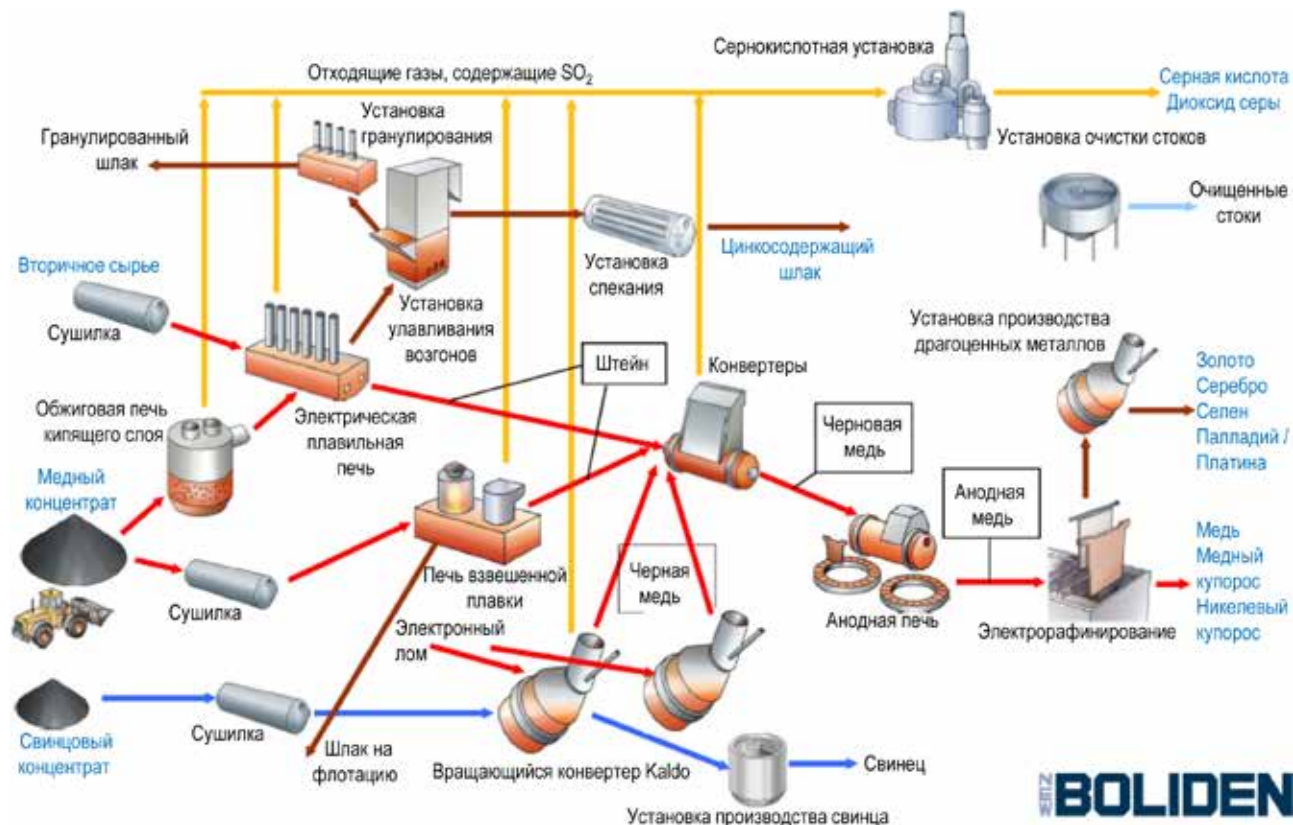 Сернокислотная установка
Отходящие газы, содержащие SO₂
Серная кислота
Диоксид серы
Установка
гранулирования
Гранулированный
шлак
Установка очистки стоков
Очищенные
стоки
Вторичное сырье
Сушилка
Установка
улавливания
возгонов
Установка
спекания
Цинкосодержащий
шлак
Установка производства
драгоценных металлов
Золото
Серебро
Селен
Палладий /
Платина
Штейн
Конвертеры
Обжиговая печь
кипящего слоя
Электрическая
плавильная
печь
Черновая
медь
Медный
концентрат
Анодная
медь
Сушилка
Печь взвешенной
плавки
Черная
медь
Анодная печь
Электрорафинирование
Медь
Медный
купорос
Никелевый
купорос
Электронный
лом
Свинцовый
концентрат
Сушилка
Шлак на
флотацию
Вращающийся конвертер Kaldo
Свинец
Установка производства свинца
NEW
BOLIDEN